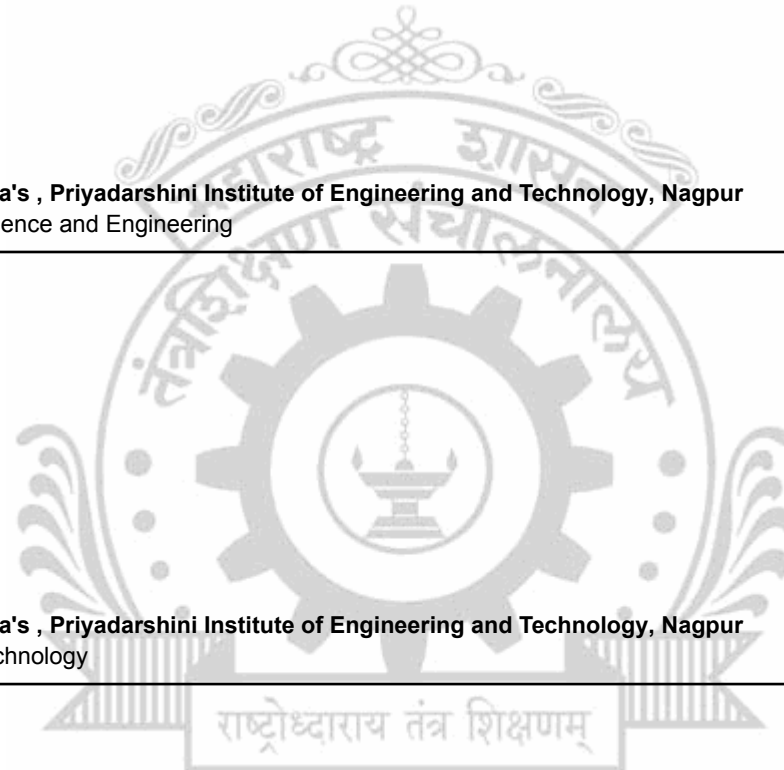 महाराष्ट्र शासन
a's , Priyadarshini Institute of Engineering and Technology, Nagpur
ence and Engineering
तंत्रशिक्षण संचालनालय
a's , Priyadarshini Institute of Engineering and Technology, Nagpur
chnology
राष्ट्रोध्दाराय तंत्र शिक्षणम्